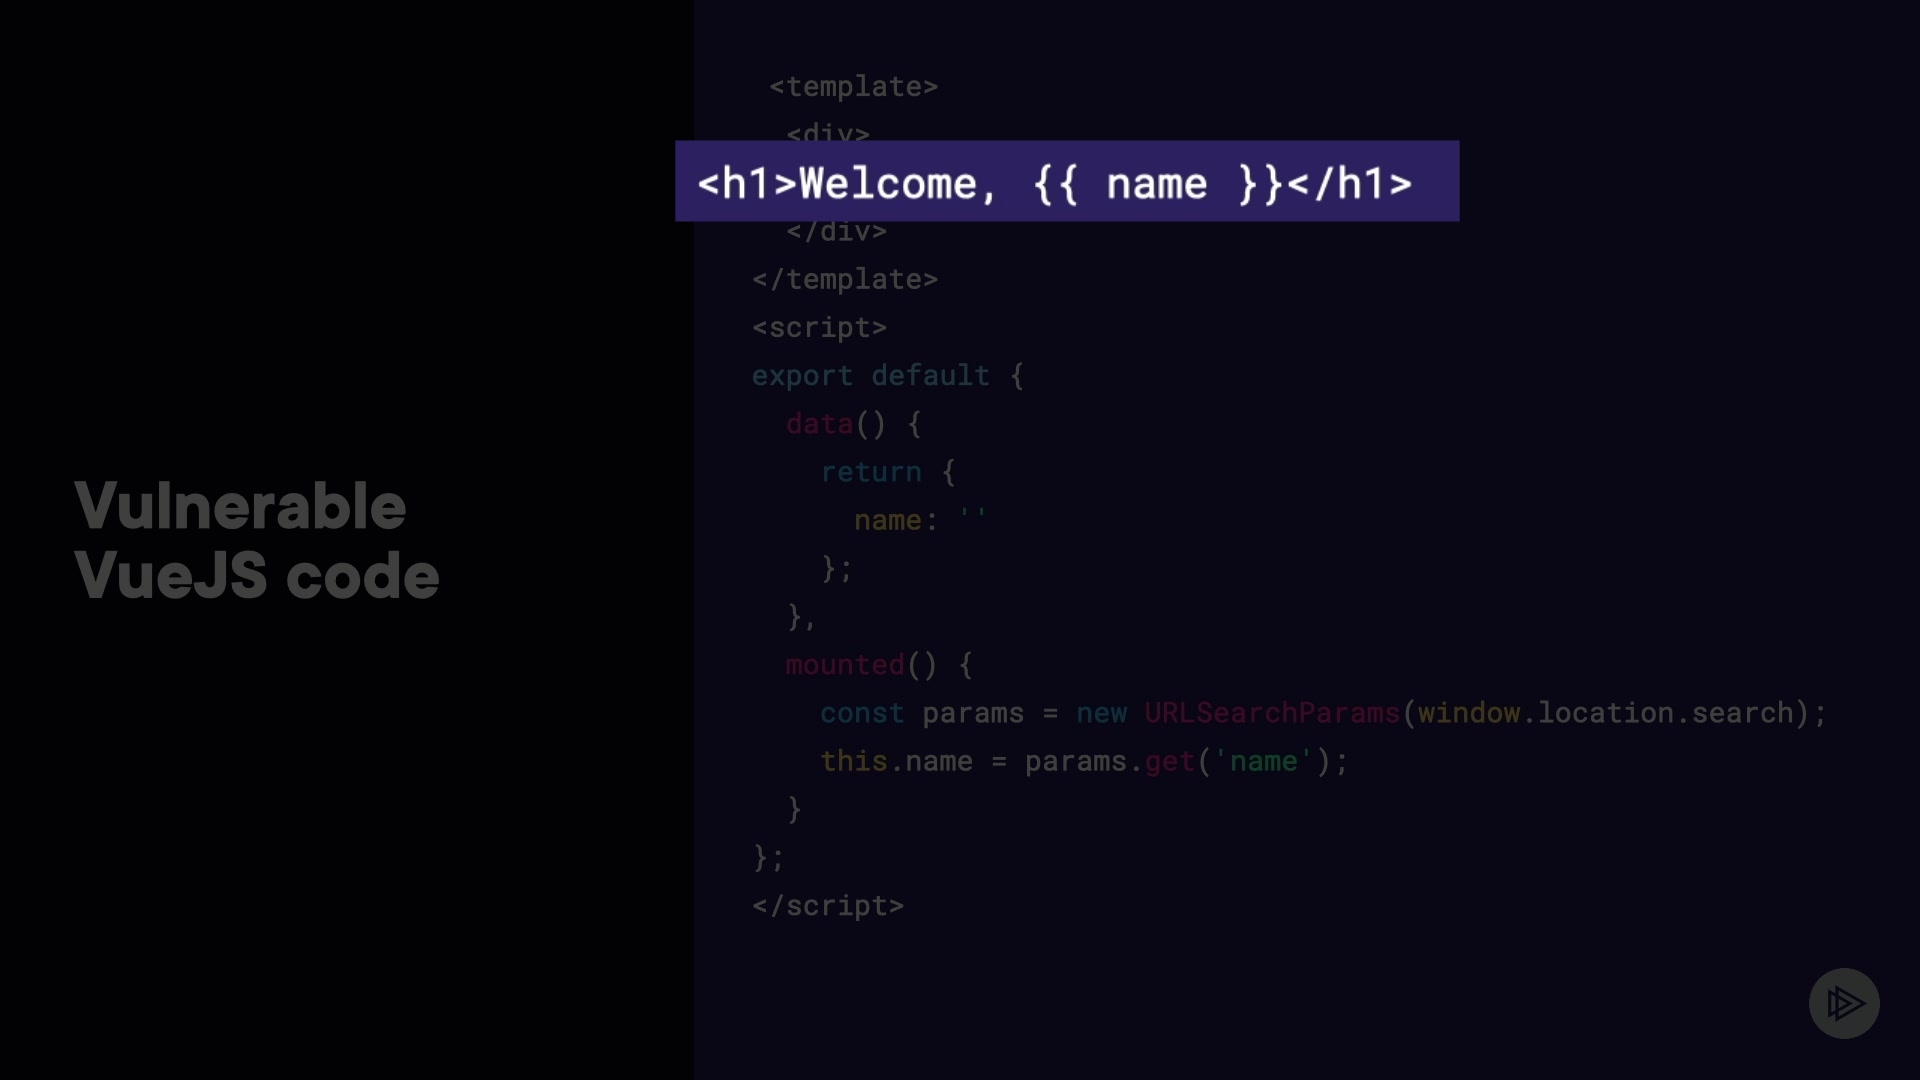 Vulnerable
VueJS code
<template>
<div>
<h1>Welcome, {{ name }}</h1>
</div>
</template>
<script>
export default {
data() {
return {
name: ''
};
},
mounted() {
const params = new URLSearchParams(window.location.search);
this.name = params.get('name');
}
};
</script>